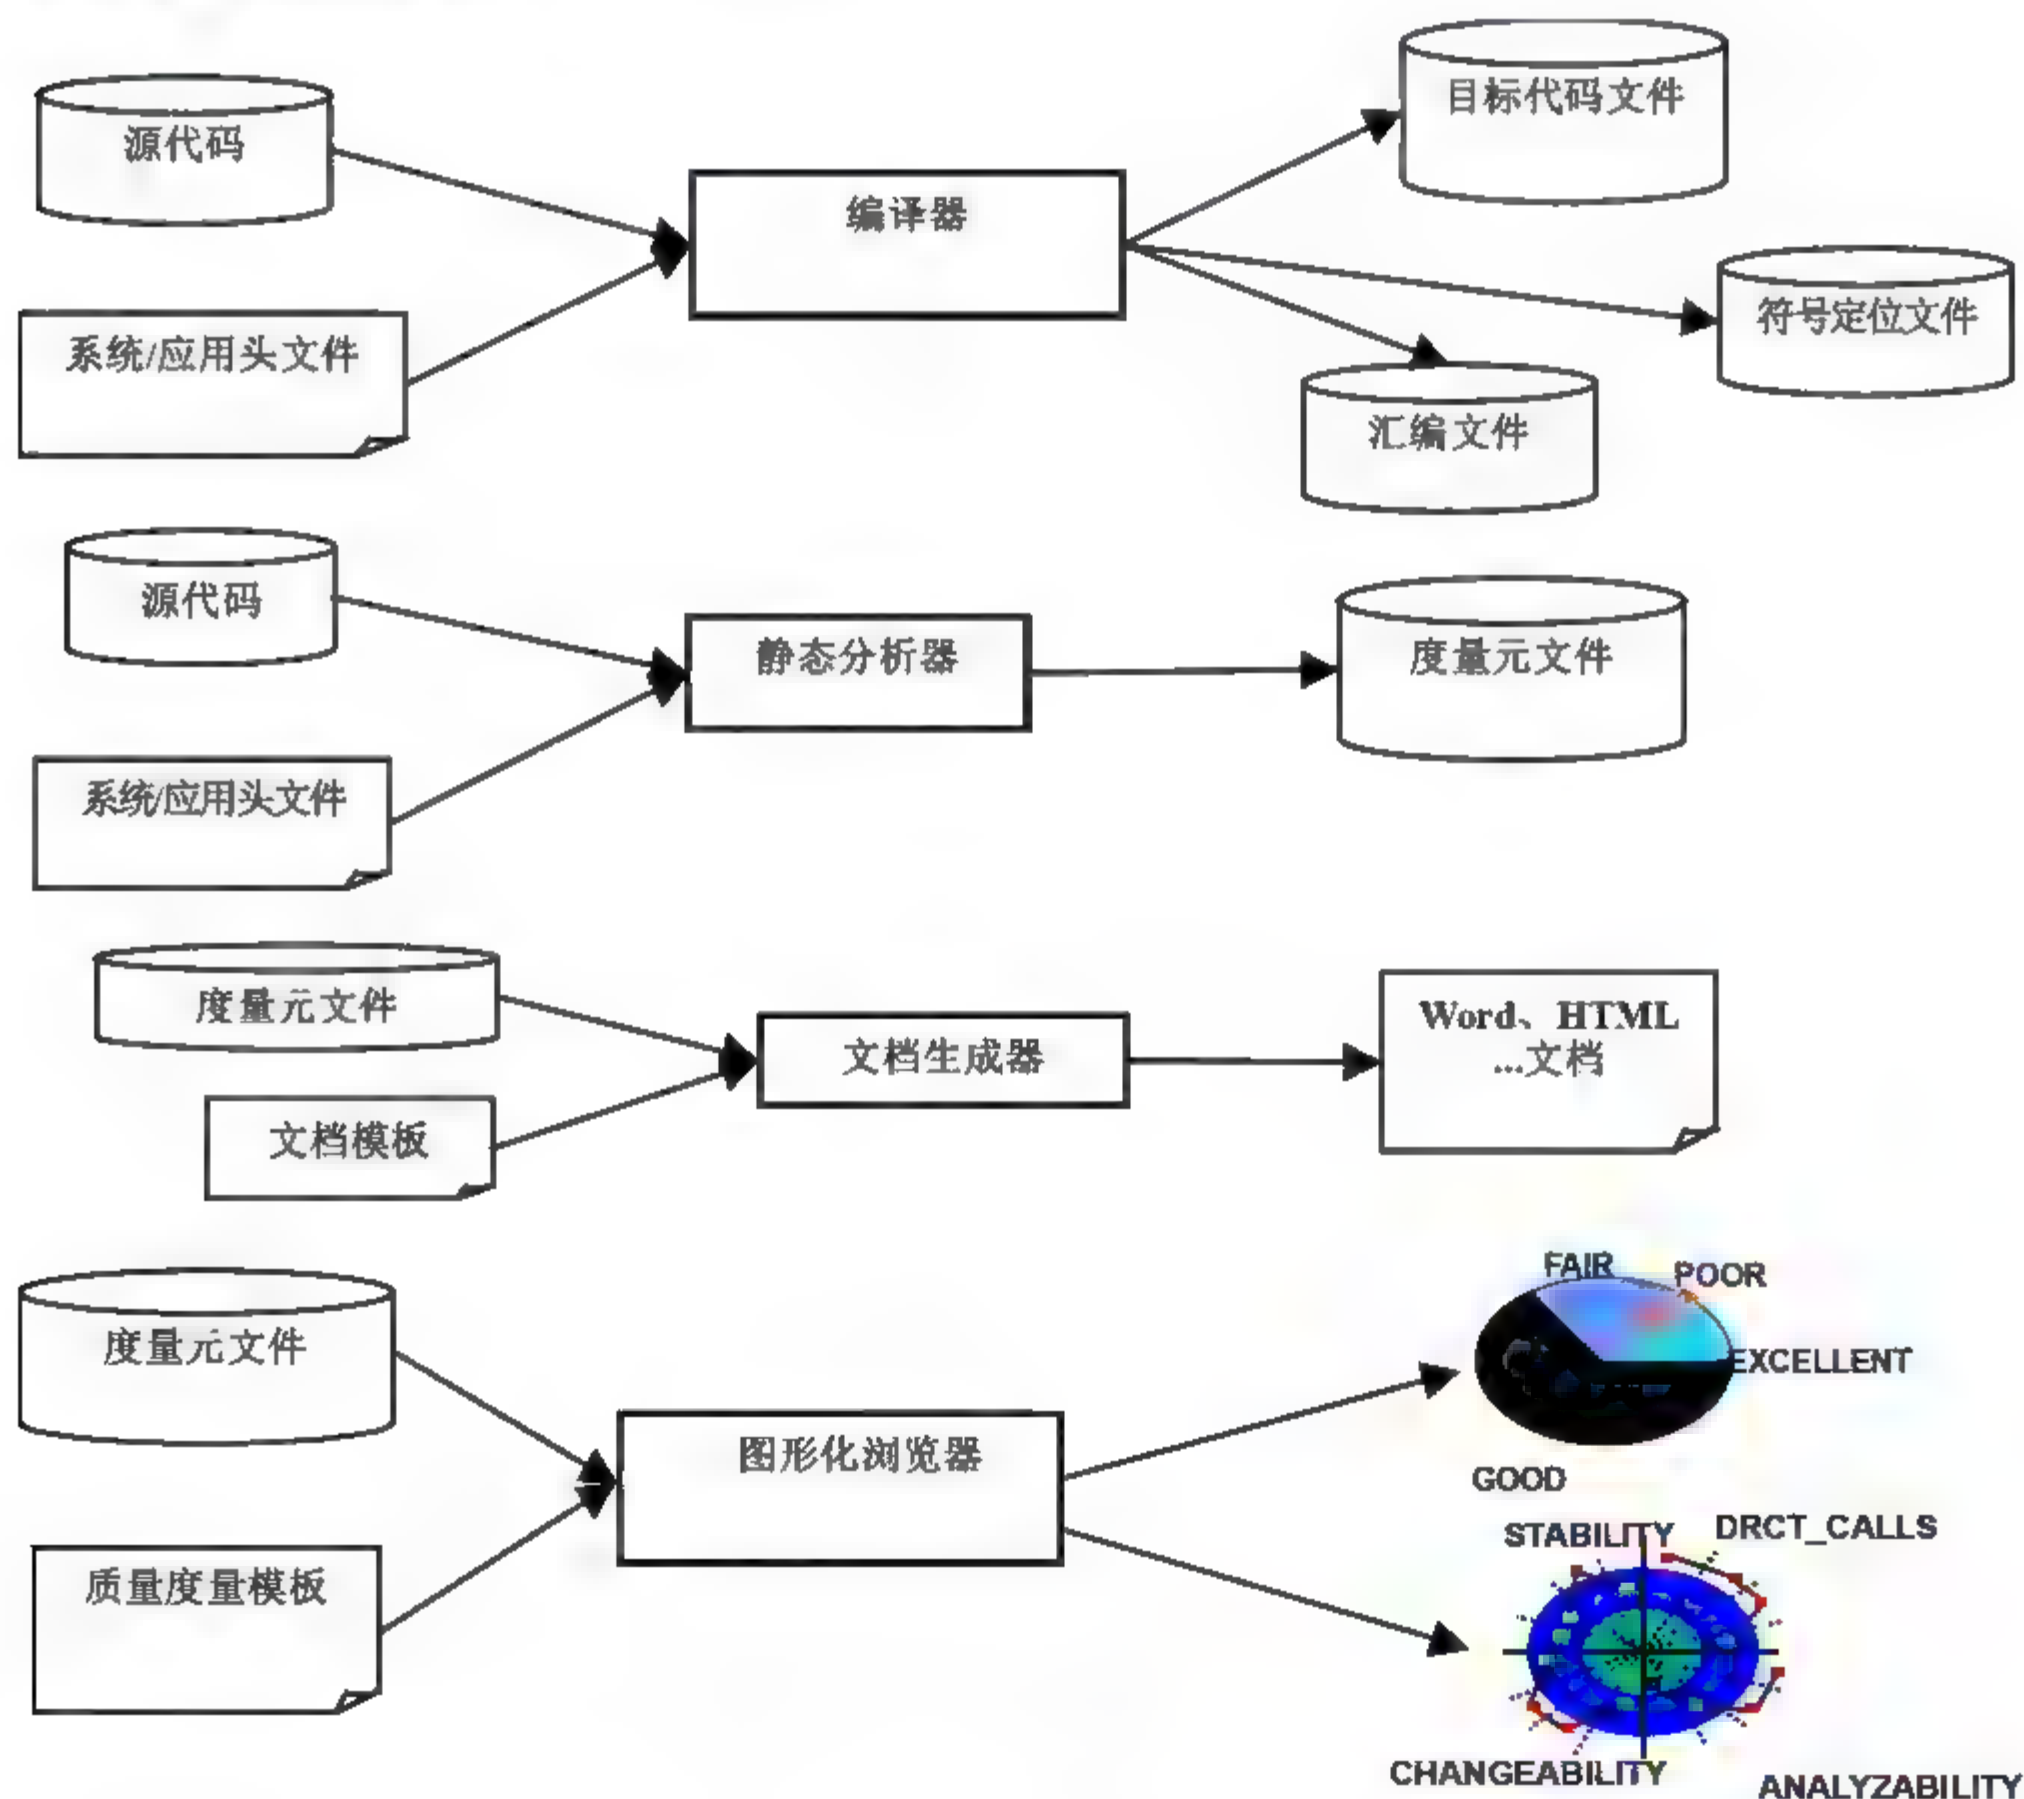 源代码
目标代码文件
编译器
符号定位文件
系统/应用头文件
汇编文件
源代码
静态分析器
度量元文件
系统/应用头文件
度量元文件
文档生成器
Word、HTML
...文档
文档模板
度量元文件
图形化浏览器
质量度量模板
FAIR
POOR
EXCELLENT
GOOD
STABILITY
DRCT_CALLS
CHANGEABILITY
ANALYZABILITY